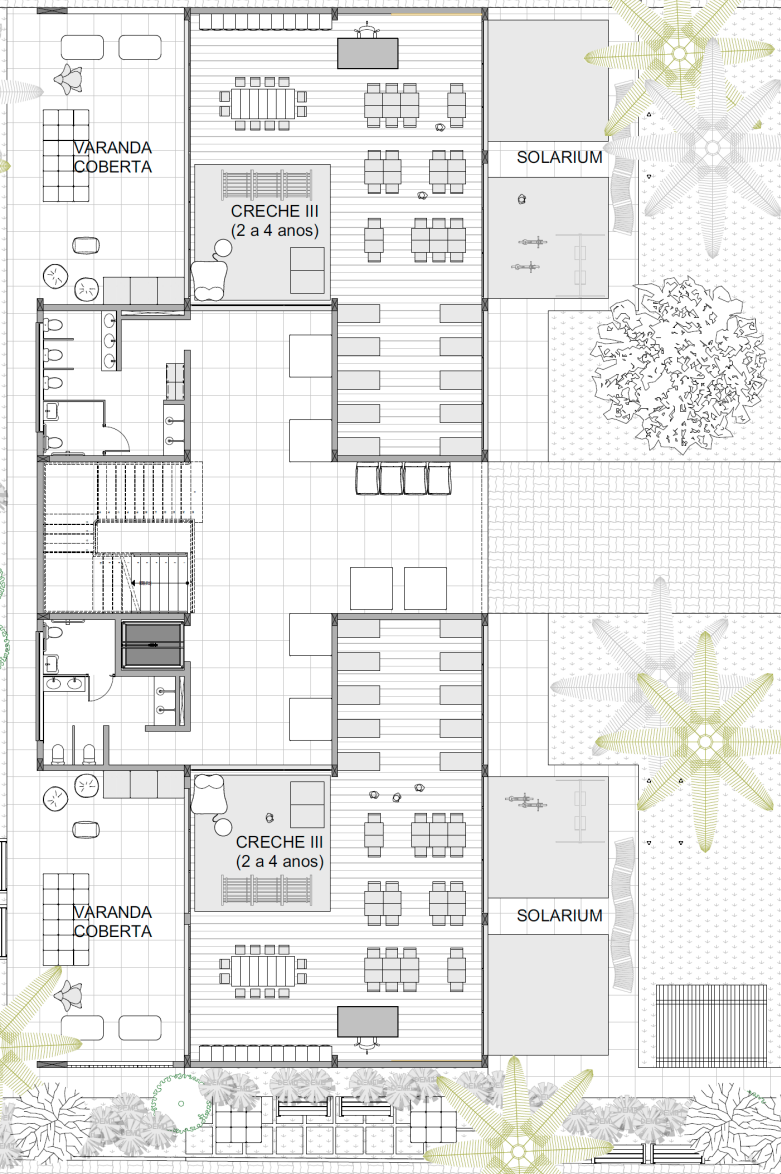 VARANDA
COBERTA
SOLARIUM
CRECHE III
(2 a 4 anos)
CRECHE III
(2 a 4 anos)
VARANDA
COBERTA
SOLARIUM